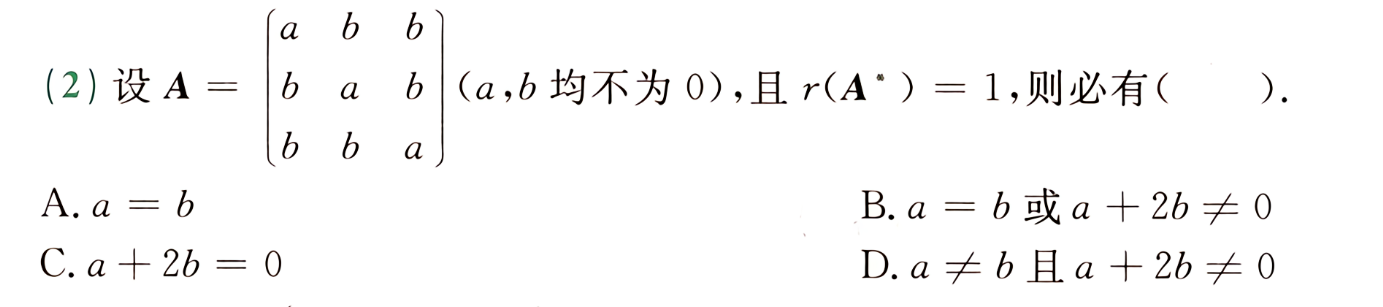 (2) 设 A = ⎛a b b⎞
⎜b a b⎟ (a,b 均不为 0),且 r(A*) = 1,则必有( ).
⎝b b a⎠
A. a = b B. a = b 或 a + 2b ≠ 0
C. a + 2b = 0 D. a ≠ b 且 a + 2b ≠ 0